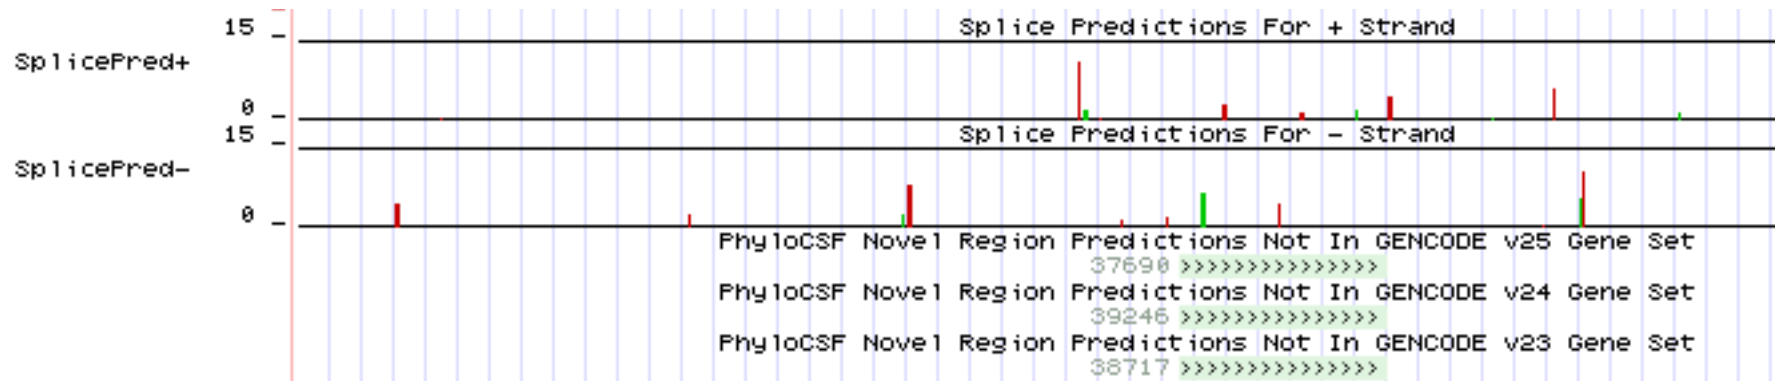 15
Splice Predictions For + Strand
SplicePred+
0
15
Splice Predictions For - Strand
SplicePred-
0
PhyloCSF Novel Region Predictions Not In GENCODE v25 Gene Set
37690 >>>>>>>>>>>>>>>
PhyloCSF Novel Region Predictions Not In GENCODE v24 Gene Set
39246 >>>>>>>>>>>>>>>
PhyloCSF Novel Region Predictions Not In GENCODE v23 Gene Set
38717 >>>>>>>>>>>>>>>